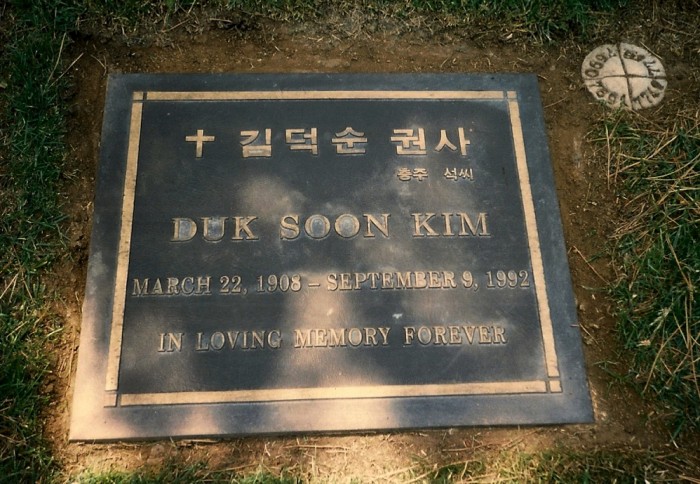 ✝ 김덕순 권사
충주 석씨
DUK SOON KIM
MARCH 22, 1908 – SEPTEMBER 9, 1992
IN LOVING MEMORY FOREVER